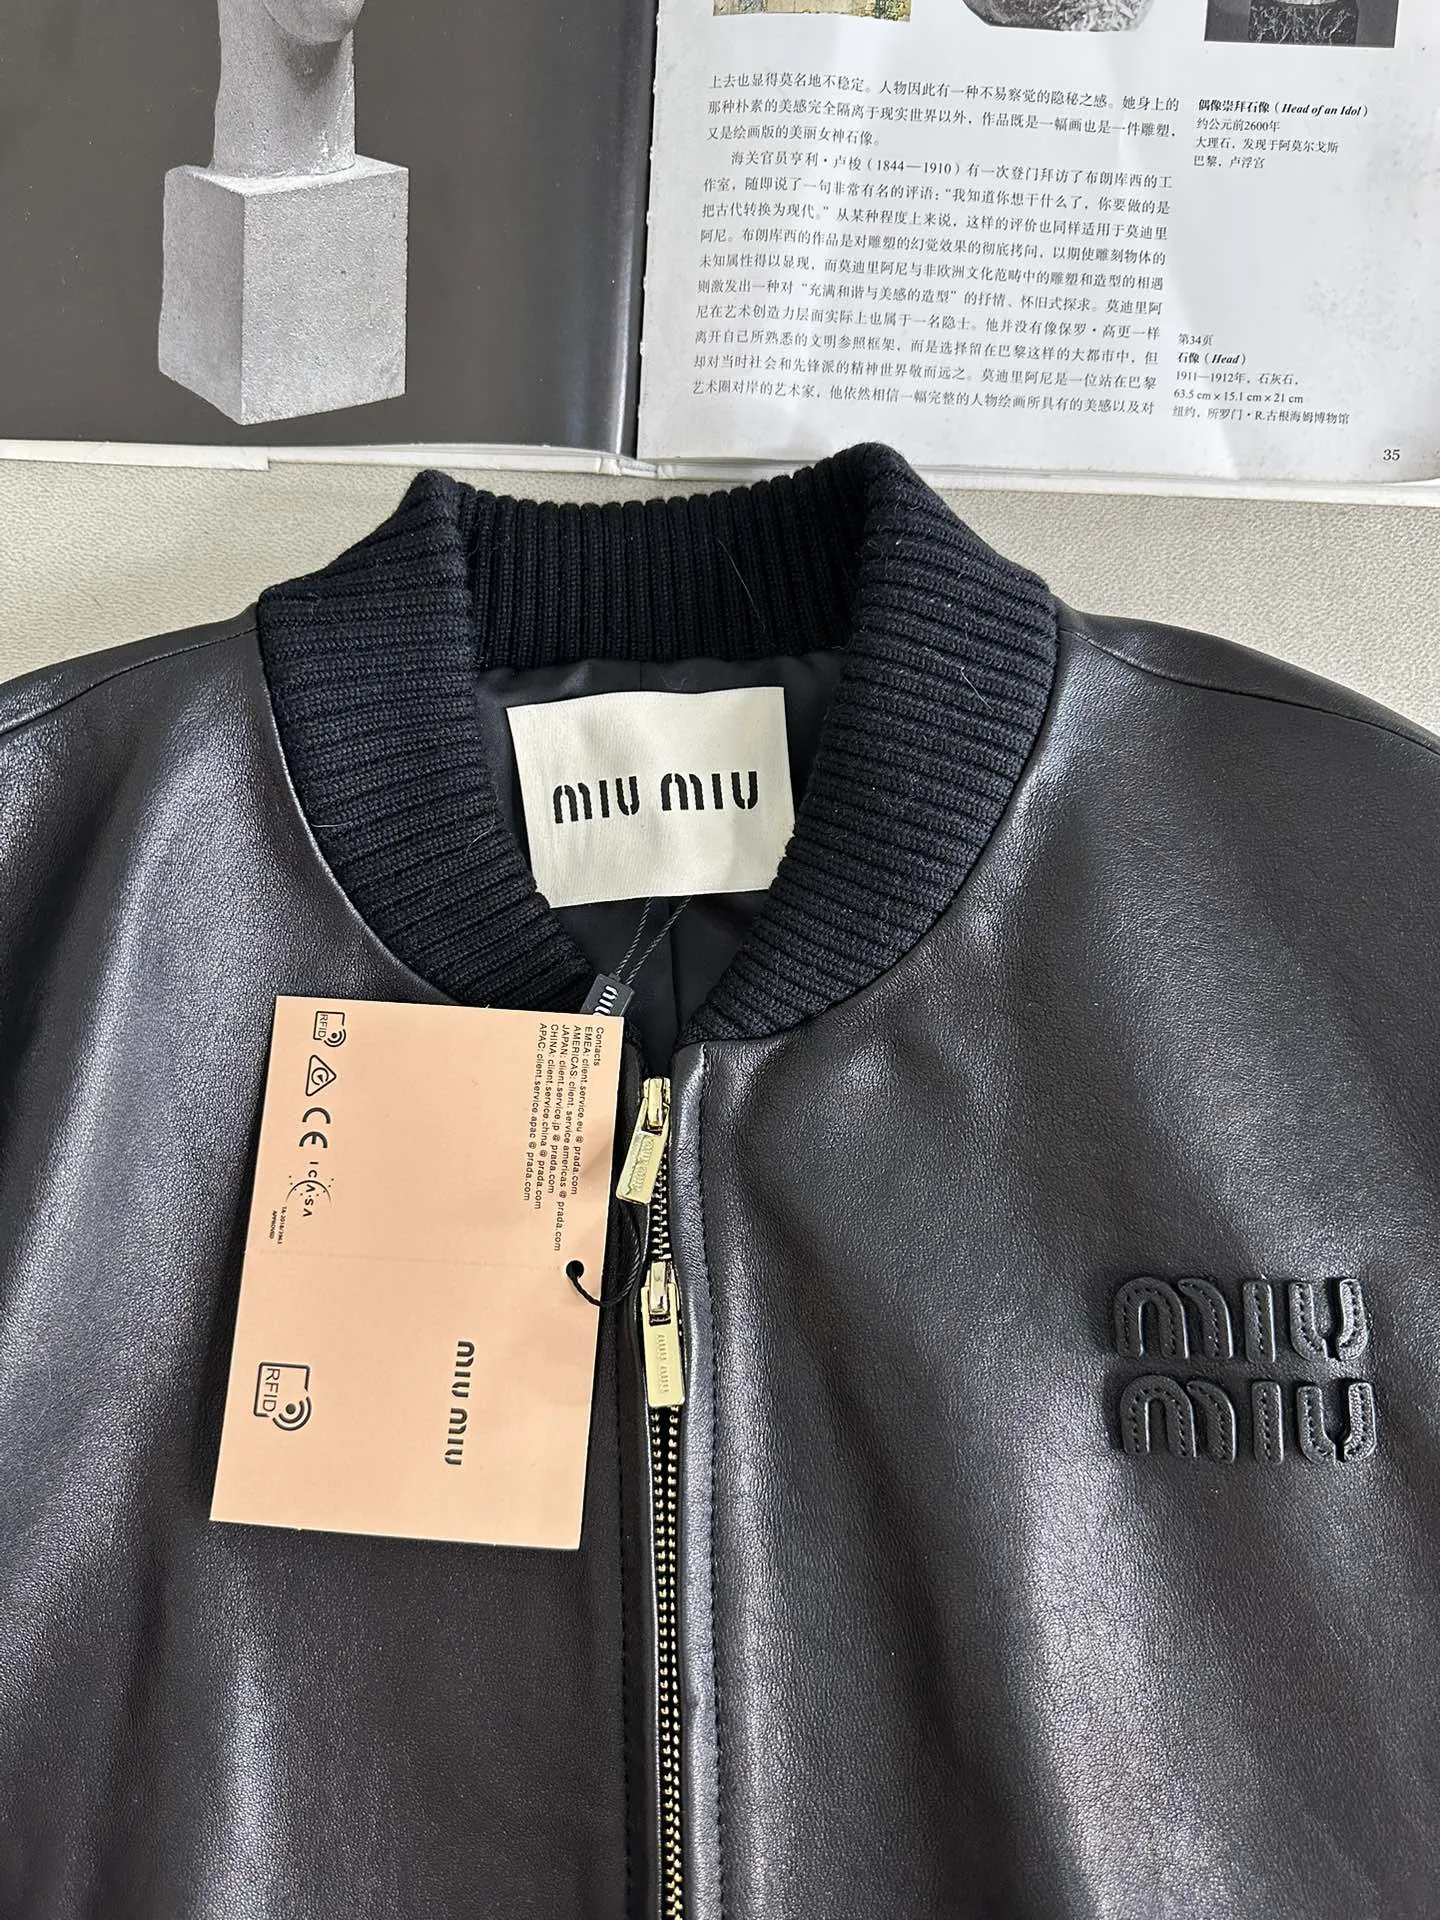 上去也显得莫名地不稳定。人物因此有一种不易察觉的隐秘之感。她身上的
那种朴素的美感完全隔离于现实世界以外，作品既是一幅画也是一件雕塑，
又是绘画版的美丽女神石像。
海关官员亨利·卢梭（1844—1910）有一次登门拜访了布朗库西的工
作室，随即说了一句非常有名的评语：“我知道你想干什么了，你要做的是
把古代转换为现代。”从某种程度上来说，这样的评价也同样适用于莫迪里
阿尼。布朗库西的作品是对雕塑的幻觉效果的彻底拷问，以期使雕刻物体的
未知属性得以显现，而莫迪里阿尼与非欧洲文化范畴中的雕塑和造型的相遇
则激发出一种对“充满和谐与美感的造型”的抒情、怀旧式探求。莫迪里阿
尼在艺术创造力层面实际上也属于一名隐士。他并没有像保罗·高更一样
离开自己所熟悉的文明参照框架，而是选择留在巴黎这样的大都市中，但
却对当时社会和先锋派的精神世界敬而远之。莫迪里阿尼是一位站在巴黎
艺术圈对岸的艺术家，他依然相信一幅完整的人物绘画所具有的美感以及对
偶像崇拜石像（Head of an Idol）
约公元前2600年
大理石，发现于阿莫尔戈斯
巴黎，卢浮宫
第34页
石像（Head）
1911—1912年，石灰石，
63.5 cm × 15.1 cm × 21 cm
纽约，所罗门·R.古根海姆博物馆
35
MIU MIU
Contacts
EMEA: client.service.eu @ prada.com
AMERICAS: client.service.americas @ prada.com
JAPAN: client.service.jp @ prada.com
CHINA: client.service.china @ prada.com
APAC: client.service.apac @ prada.com
RFID
CE
ICASA
APPROVED
RFID
MIU MIU
MIU MIU
MIU
MIU